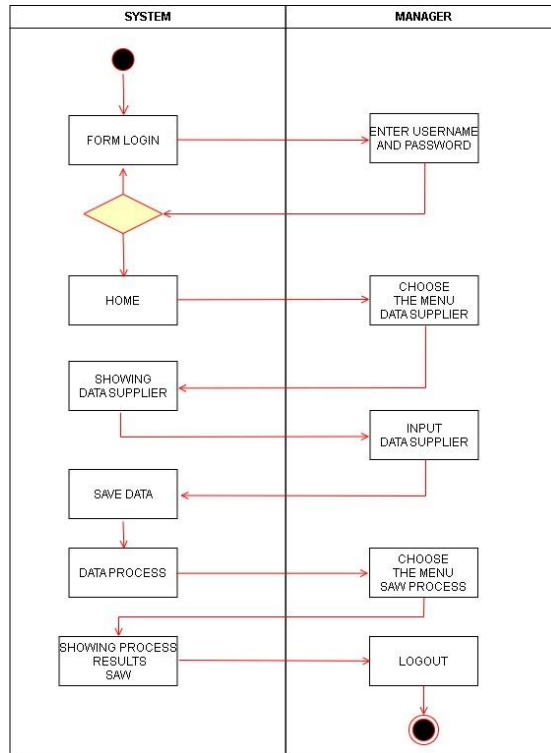 SYSTEM
MANAGER
FORM LOGIN
ENTER USERNAME
AND PASSWORD
HOME
CHOOSE
THE MENU
DATA SUPPLIER
SHOWING
DATA SUPPLIER
INPUT
DATA SUPPLIER
SAVE DATA
DATA PROCESS
CHOOSE
THE MENU
SAW PROCESS
SHOWING PROCESS
RESULTS
SAW
LOGOUT